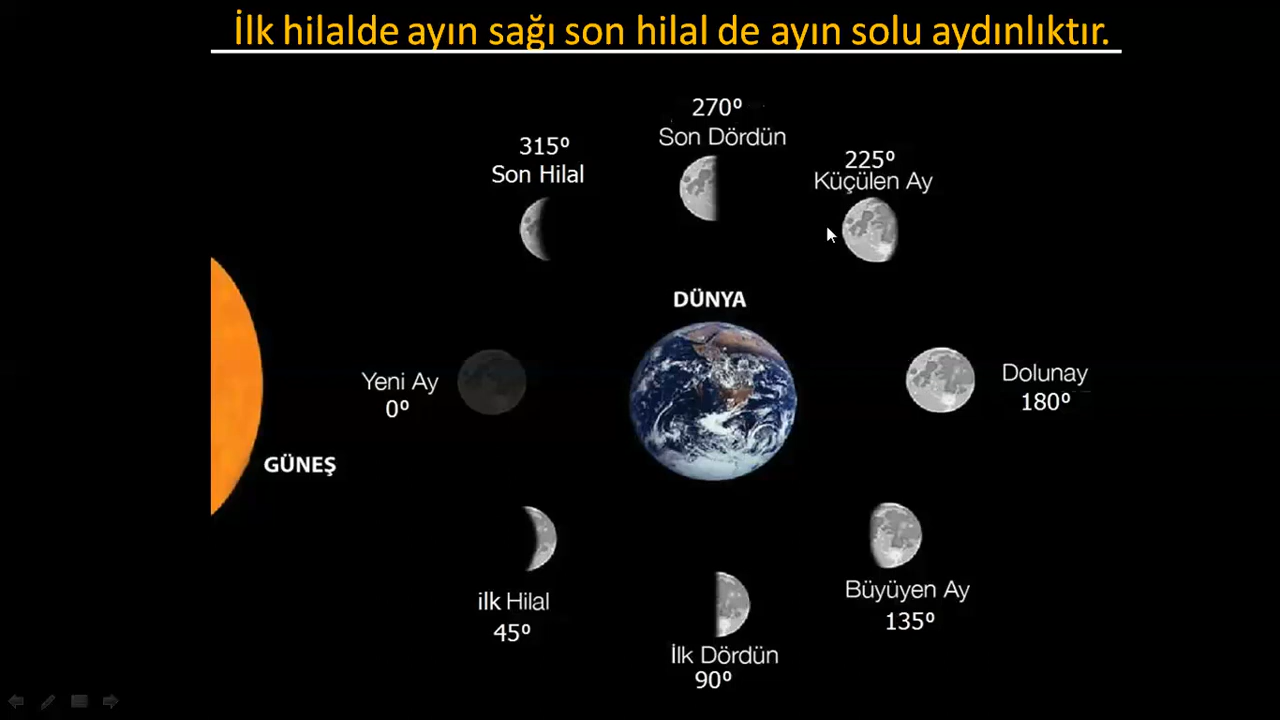 İlk hilalde ayın sağı son hilal de ayın solu aydınlıktır.
270º
Son Dördün
315º
Son Hilal
225º
Küçülen Ay
DÜNYA
Yeni Ay
0º
Dolunay
180º
GÜNEŞ
ilk Hilal
45º
Büyüyen Ay
135º
İlk Dördün
90º